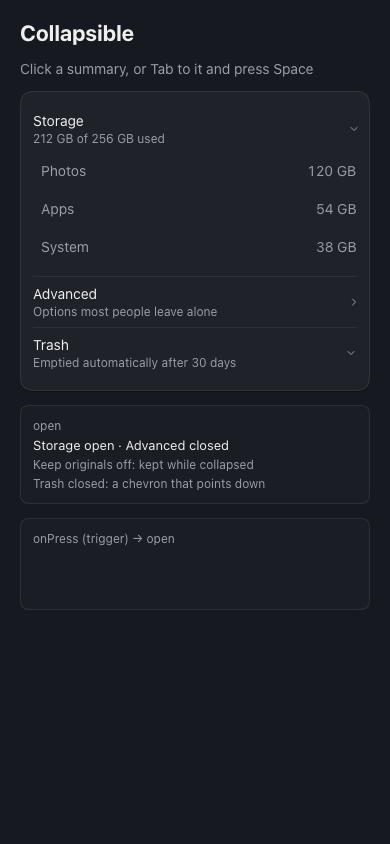 Collapsible
Click a summary, or Tab to it and press Space
Storage
212 GB of 256 GB used
Photos 120 GB
Apps 54 GB
System 38 GB
Advanced
Options most people leave alone
Trash
Emptied automatically after 30 days
open
Storage open · Advanced closed
Keep originals off: kept while collapsed
Trash closed: a chevron that points down
onPress (trigger) → open